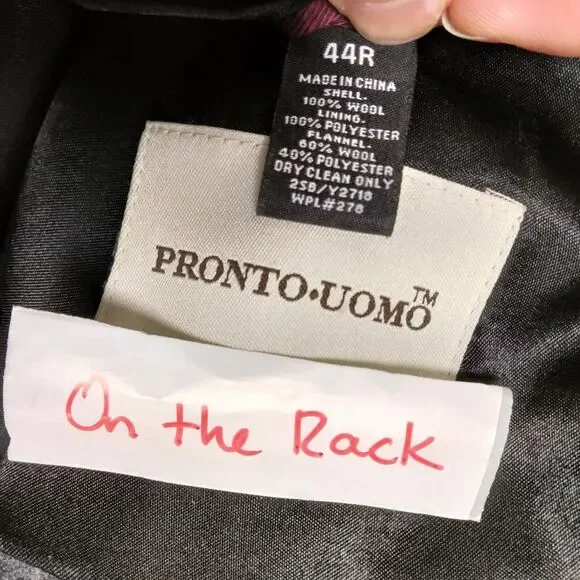 44R
MADE IN CHINA
SHELL.
100% WOOL
LINING.
100% POLYESTER
FLANNEL.
60% WOOL
40% POLYESTER
DRY CLEAN ONLY
2SB/Y2718
WPL#278
PRONTO•UOMO™
On the Rack